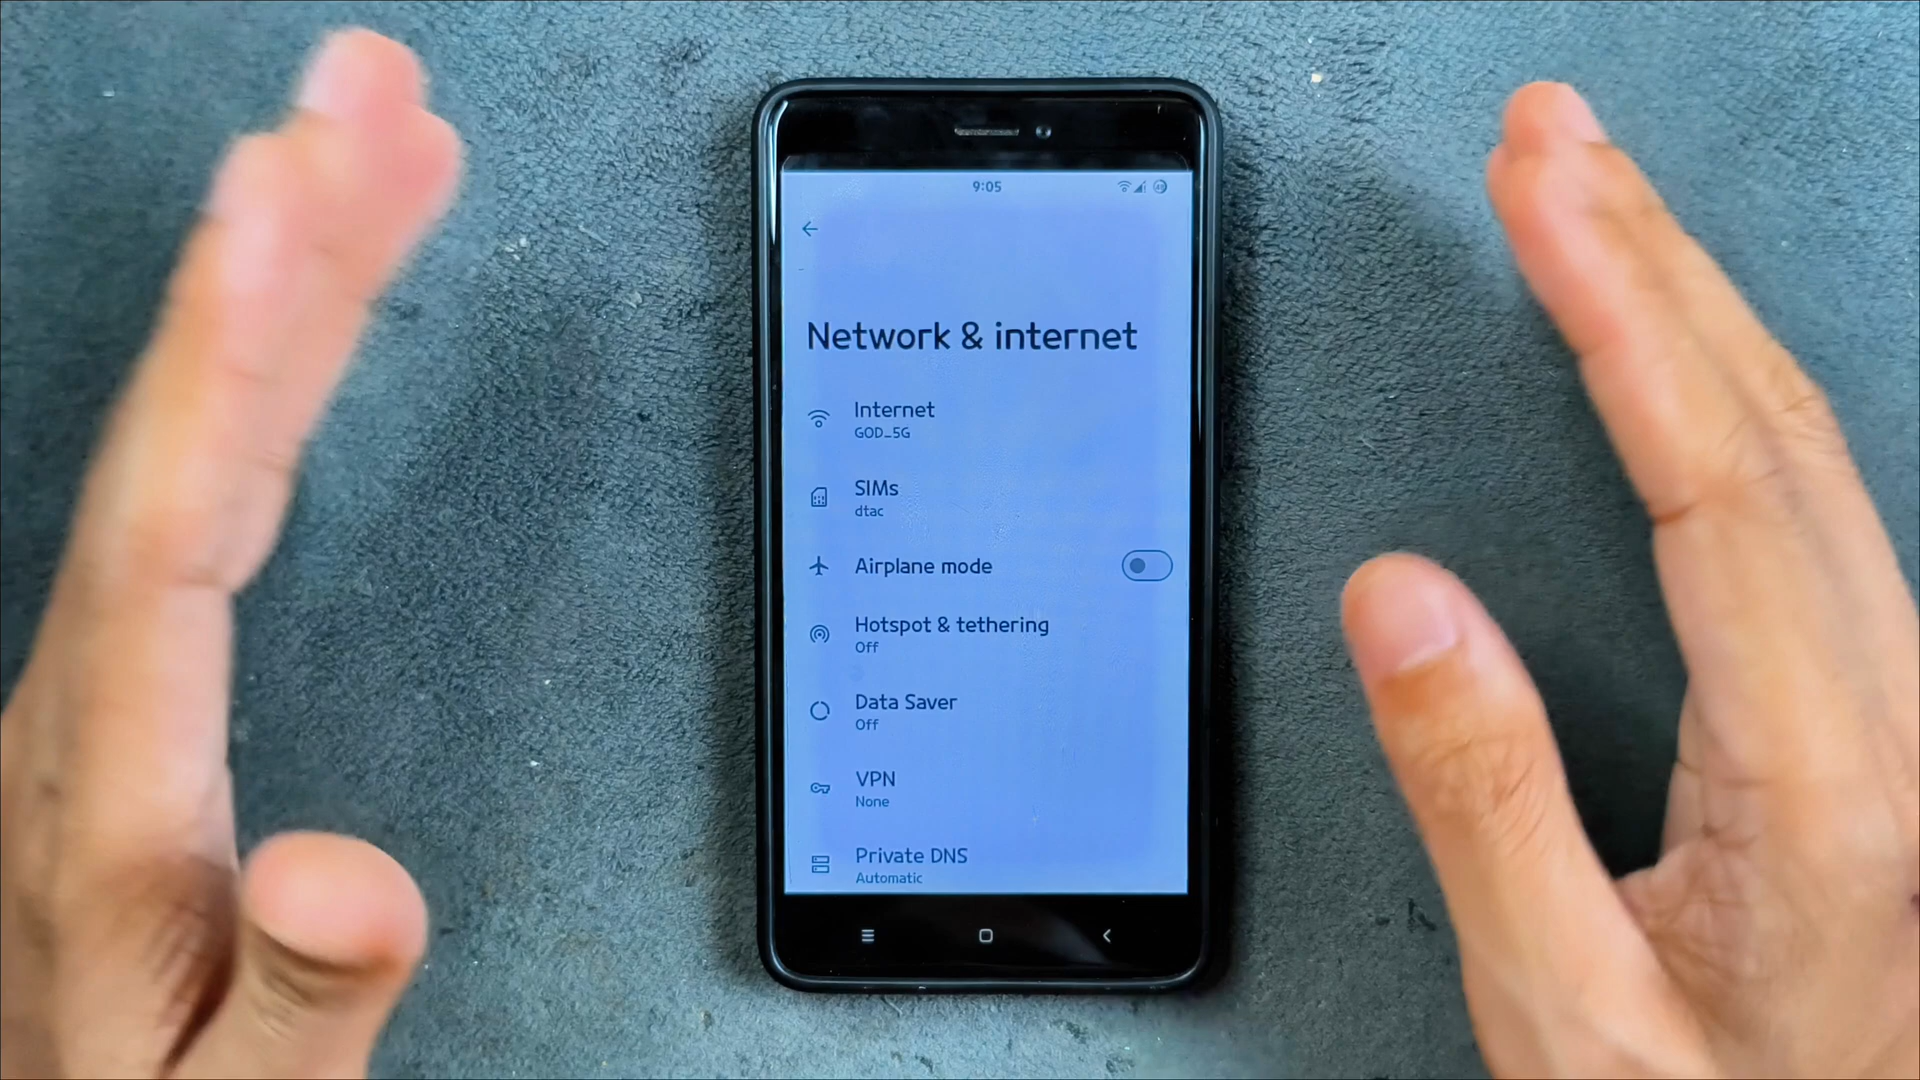 9:05
Network & internet
Internet
GOD_5G
SIMs
dtac
Airplane mode
Hotspot & tethering
Off
Data Saver
Off
VPN
None
Private DNS
Automatic